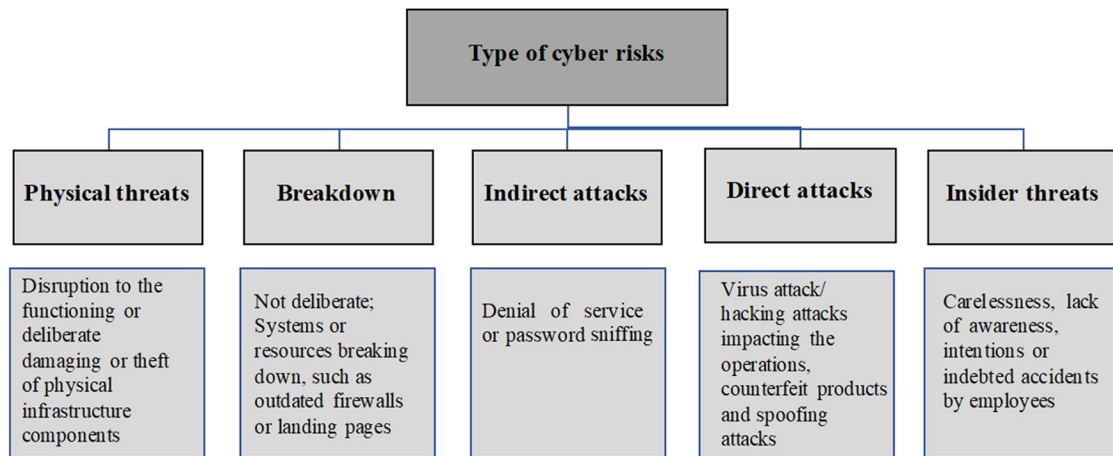 Type of cyber risks
Physical threats
Breakdown
Indirect attacks
Direct attacks
Insider threats
Disruption to the
functioning or
deliberate
damaging or theft
of physical
infrastructure
components
Not deliberate;
Systems or
resources breaking
down, such as
outdated firewalls
or landing pages
Denial of service
or password sniffing
Virus attack/
hacking attacks
impacting the
operations,
counterfeit products
and spoofing
attacks
Carelessness, lack
of awareness,
intentions or
indebted accidents
by employees